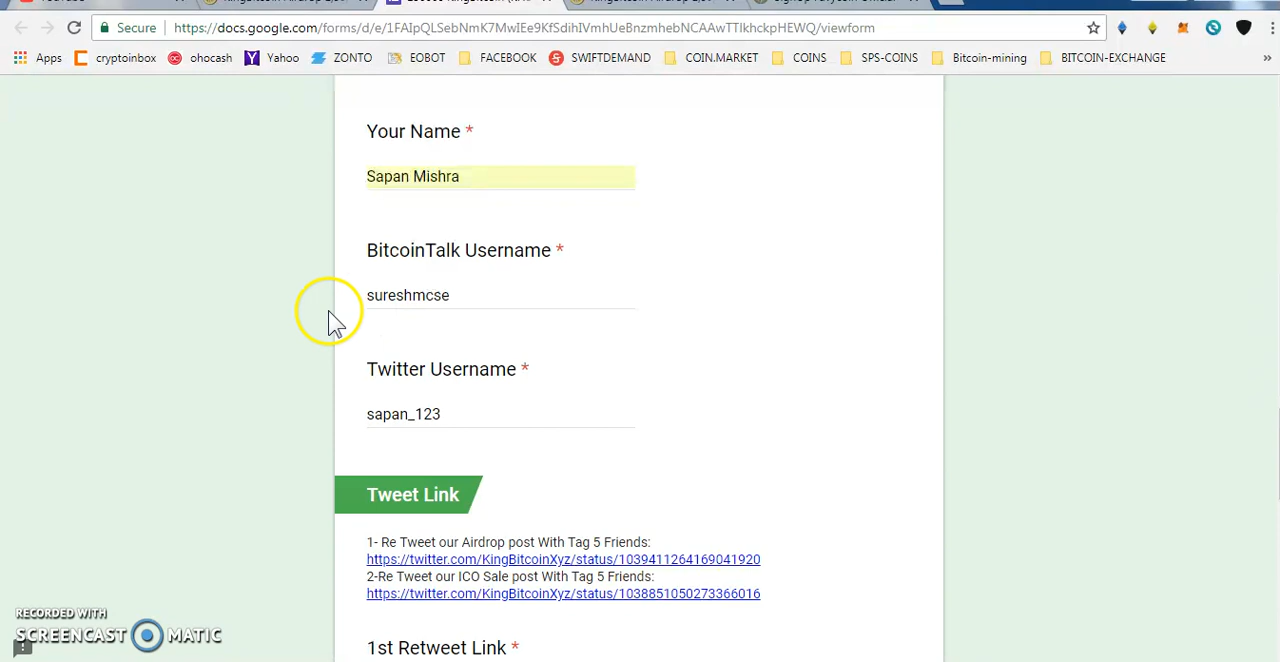 Secure
https://docs.google.com/forms/d/e/1FAIpQLSebNmK7MwIEe9KfSdihIVmhUeBnzmhebNCAAwTTIkhckpHEWQ/viewform
Apps cryptoinbox ohocash Yahoo ZONTO EOBOT FACEBOOK SWIFTDEMAND COIN.MARKET COINS SPS-COINS Bitcoin-mining BITCOIN-EXCHANGE »
Your Name *
Sapan Mishra
BitcoinTalk Username *
sureshmcse
Twitter Username *
sapan_123
Tweet Link
1- Re Tweet our Airdrop post With Tag 5 Friends:
https://twitter.com/KingBitcoinXyz/status/1039411264169041920
2-Re Tweet our ICO Sale post With Tag 5 Friends:
https://twitter.com/KingBitcoinXyz/status/1038851050273366016
1st Retweet Link *
RECORDED WITH
SCREENCAST MATIC